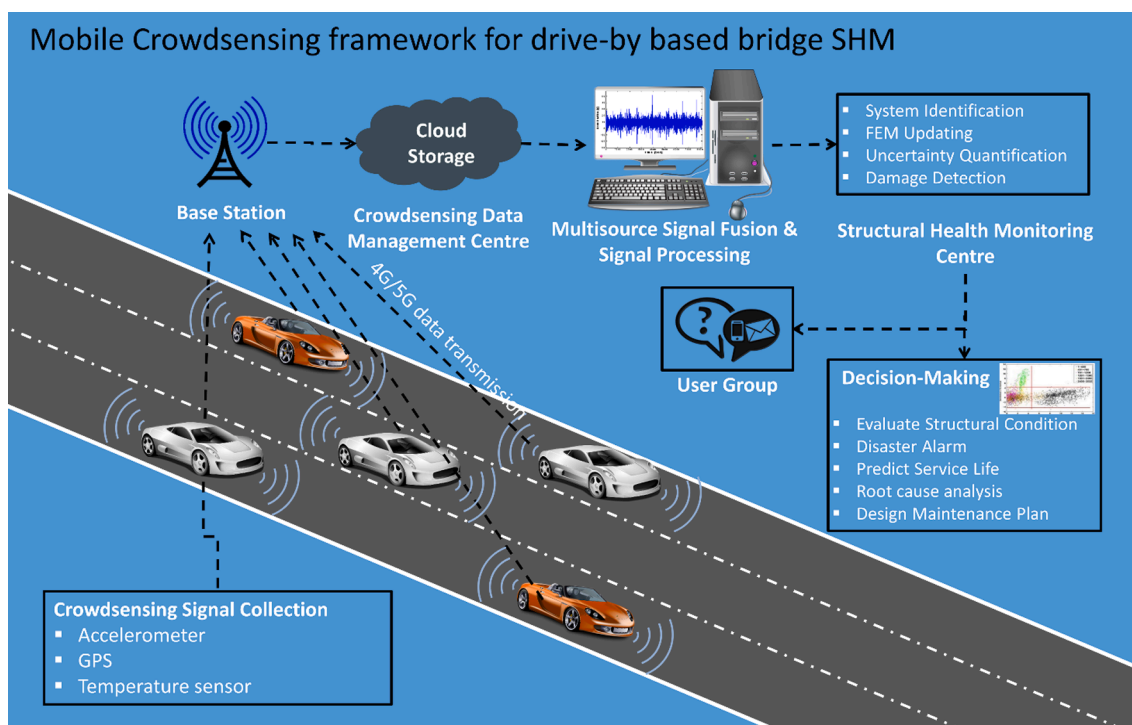 Mobile Crowdsensing framework for drive-by based bridge SHM
Cloud
Storage
System Identification
FEM Updating
Uncertainty Quantification
Damage Detection
Base Station
Crowdsensing Data
Management Centre
Multisource Signal Fusion &
Signal Processing
Structural Health Monitoring
Centre
4G/5G data transmission
?
User Group
Decision-Making
Evaluate Structural Condition
Disaster Alarm
Predict Service Life
Root cause analysis
Design Maintenance Plan
Crowdsensing Signal Collection
Accelerometer
GPS
Temperature sensor